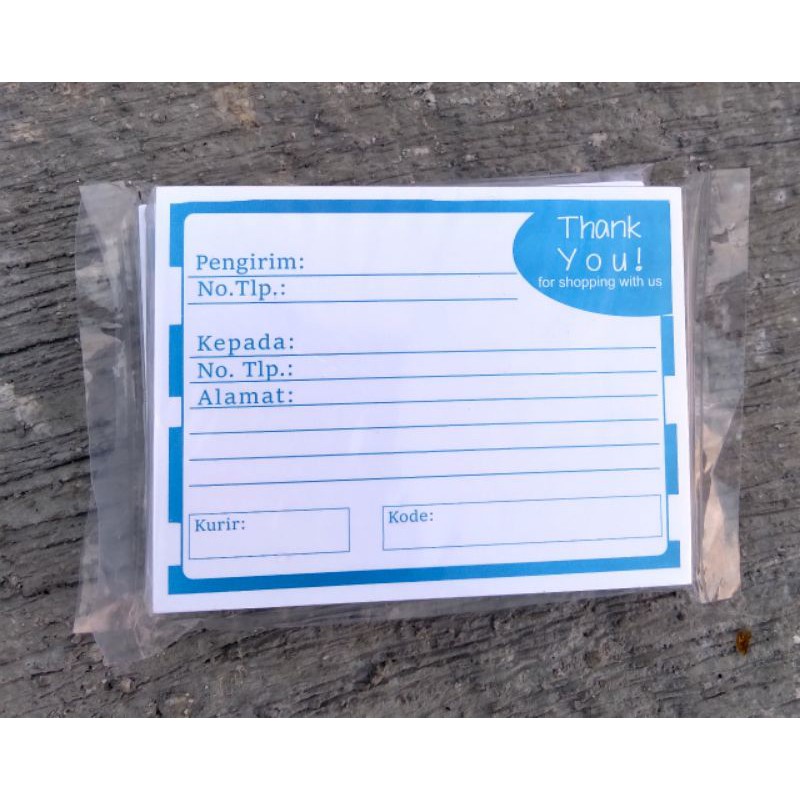 Thank
You!
for shopping with us
Pengirim:
No.Tlp.:
Kepada:
No. Tlp.:
Alamat:
Kurir:
Kode: